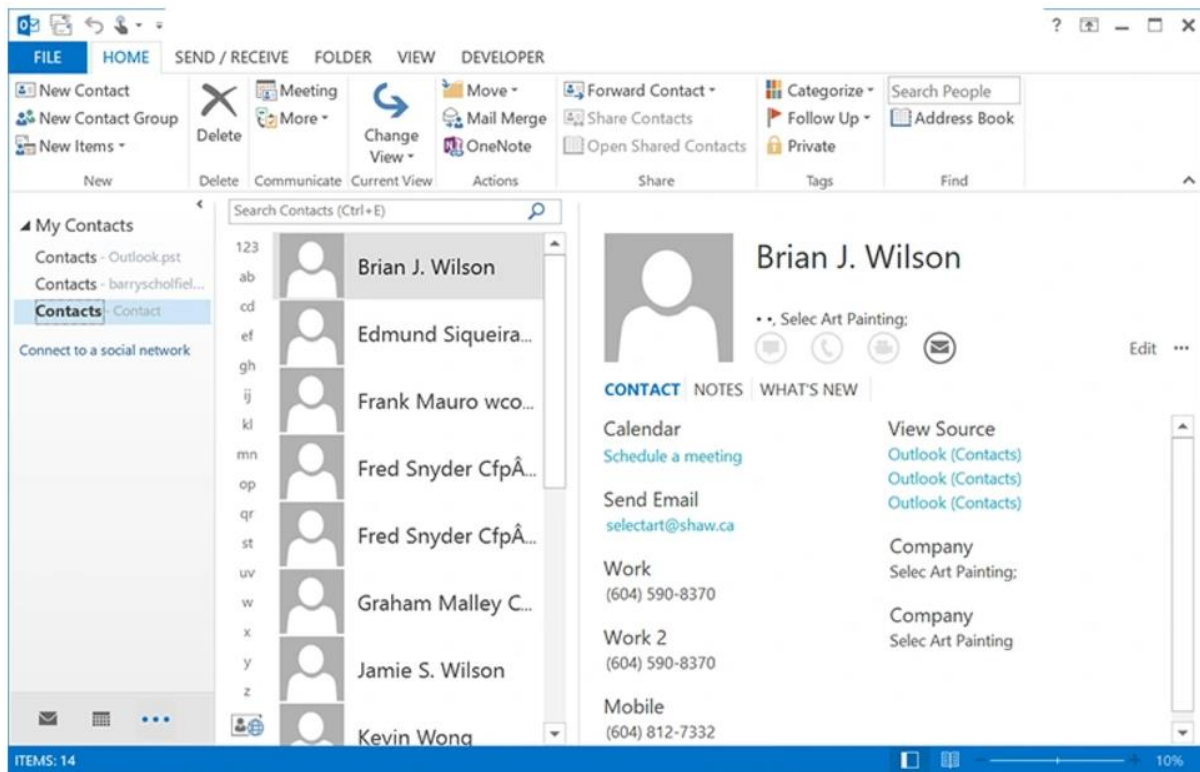 FILE HOME SEND / RECEIVE FOLDER VIEW DEVELOPER
New Contact
New Contact Group
New Items
New
Delete
Delete
Meeting
More
Communicate
Change
View
Current View
Move
Mail Merge
OneNote
Actions
Forward Contact
Share Contacts
Open Shared Contacts
Share
Categorize
Follow Up
Private
Tags
Search People
Address Book
Find
My Contacts
Contacts - Outlook.pst
Contacts - barryscholfiel...
Contacts - Contact
Connect to a social network
Search Contacts (Ctrl+E)
123
ab
cd
ef
gh
ij
kl
mn
op
qr
st
uv
w
x
y
z
Brian J. Wilson
Edmund Siqueira...
Frank Mauro wco...
Fred Snyder CfpÂ...
Fred Snyder CfpÂ...
Graham Malley C...
Jamie S. Wilson
Kevin Wong
Brian J. Wilson
• •, Selec Art Painting;
Edit •••
CONTACT NOTES WHAT'S NEW
Calendar
Schedule a meeting
Send Email
selectart@shaw.ca
Work
(604) 590-8370
Work 2
(604) 590-8370
Mobile
(604) 812-7332
View Source
Outlook (Contacts)
Outlook (Contacts)
Outlook (Contacts)
Company
Selec Art Painting;
Company
Selec Art Painting
ITEMS: 14
10%